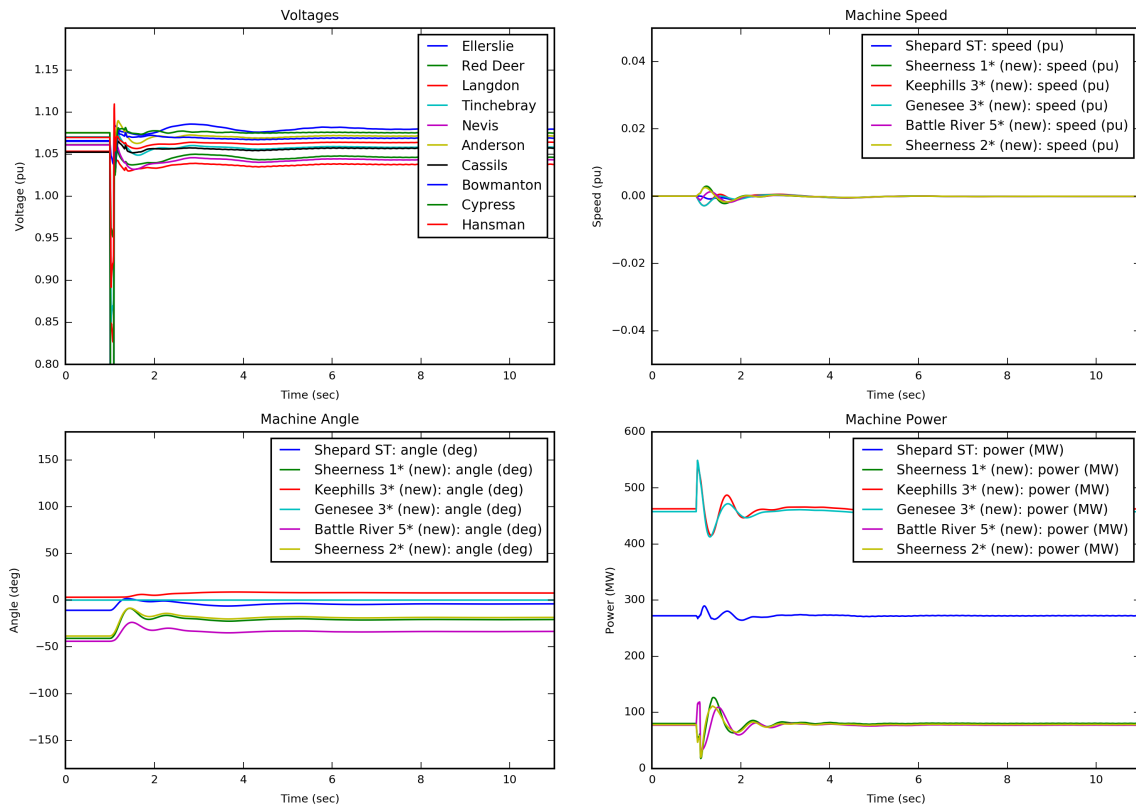 Voltages
Voltage (pu)
1.15
1.10
1.05
1.00
0.95
0.90
0.85
0.80
0
2
4
6
8
10
Time (sec)
Ellerslie
Red Deer
Langdon
Tinchebray
Nevis
Anderson
Cassils
Bowmanton
Cypress
Hansman
Machine Speed
Speed (pu)
0.04
0.02
0.00
−0.02
−0.04
0
2
4
6
8
10
Time (sec)
Shepard ST: speed (pu)
Sheerness 1* (new): speed (pu)
Keephills 3* (new): speed (pu)
Genesee 3* (new): speed (pu)
Battle River 5* (new): speed (pu)
Sheerness 2* (new): speed (pu)
Machine Angle
Angle (deg)
150
100
50
0
−50
−100
−150
0
2
4
6
8
10
Time (sec)
Shepard ST: angle (deg)
Sheerness 1* (new): angle (deg)
Keephills 3* (new): angle (deg)
Genesee 3* (new): angle (deg)
Battle River 5* (new): angle (deg)
Sheerness 2* (new): angle (deg)
Machine Power
Power (MW)
600
500
400
300
200
100
0
0
2
4
6
8
10
Time (sec)
Shepard ST: power (MW)
Sheerness 1* (new): power (MW)
Keephills 3* (new): power (MW)
Genesee 3* (new): power (MW)
Battle River 5* (new): power (MW)
Sheerness 2* (new): power (MW)